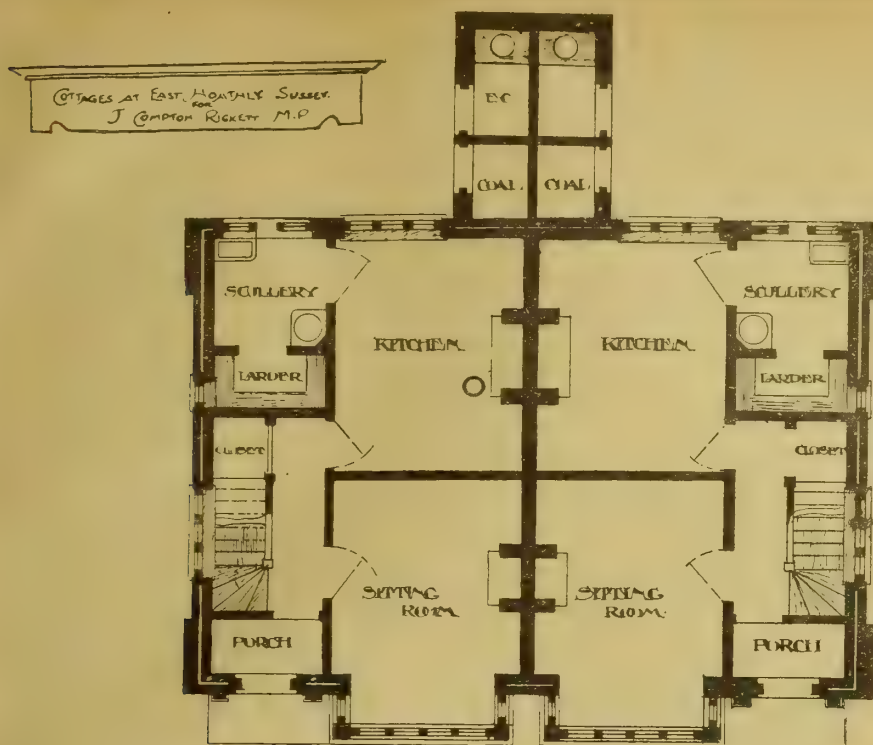 COTTAGES AT EAST HOATHLY SUSSEX.
FOR
J COMPTON RICKETT M.P
E.C
COAL. COAL.
SCULLERY
SCULLERY
KITCHEN.
KITCHEN.
LARDER
LARDER
CLOSET
CLOSET
SITTING
ROOM.
SITTING
ROOM.
PORCH
PORCH